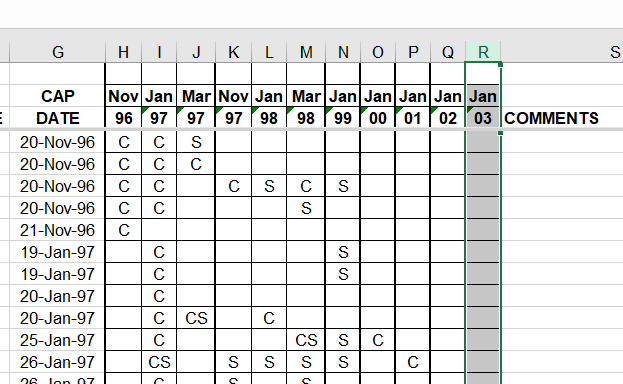 G H I J K L M N O P Q R S
CAP Nov Jan Mar Nov Jan Mar Jan Jan Jan Jan Jan
DATE 96 97 97 97 98 98 99 00 01 02 03 COMMENTS
20-Nov-96 C C S
20-Nov-96 C C C
20-Nov-96 C C C S C S
20-Nov-96 C C S
21-Nov-96 C
19-Jan-97 C S
19-Jan-97 C S
20-Jan-97 C
20-Jan-97 C CS C
25-Jan-97 C CS S C
26-Jan-97 CS S S S S C
26-Jan-97 C S S